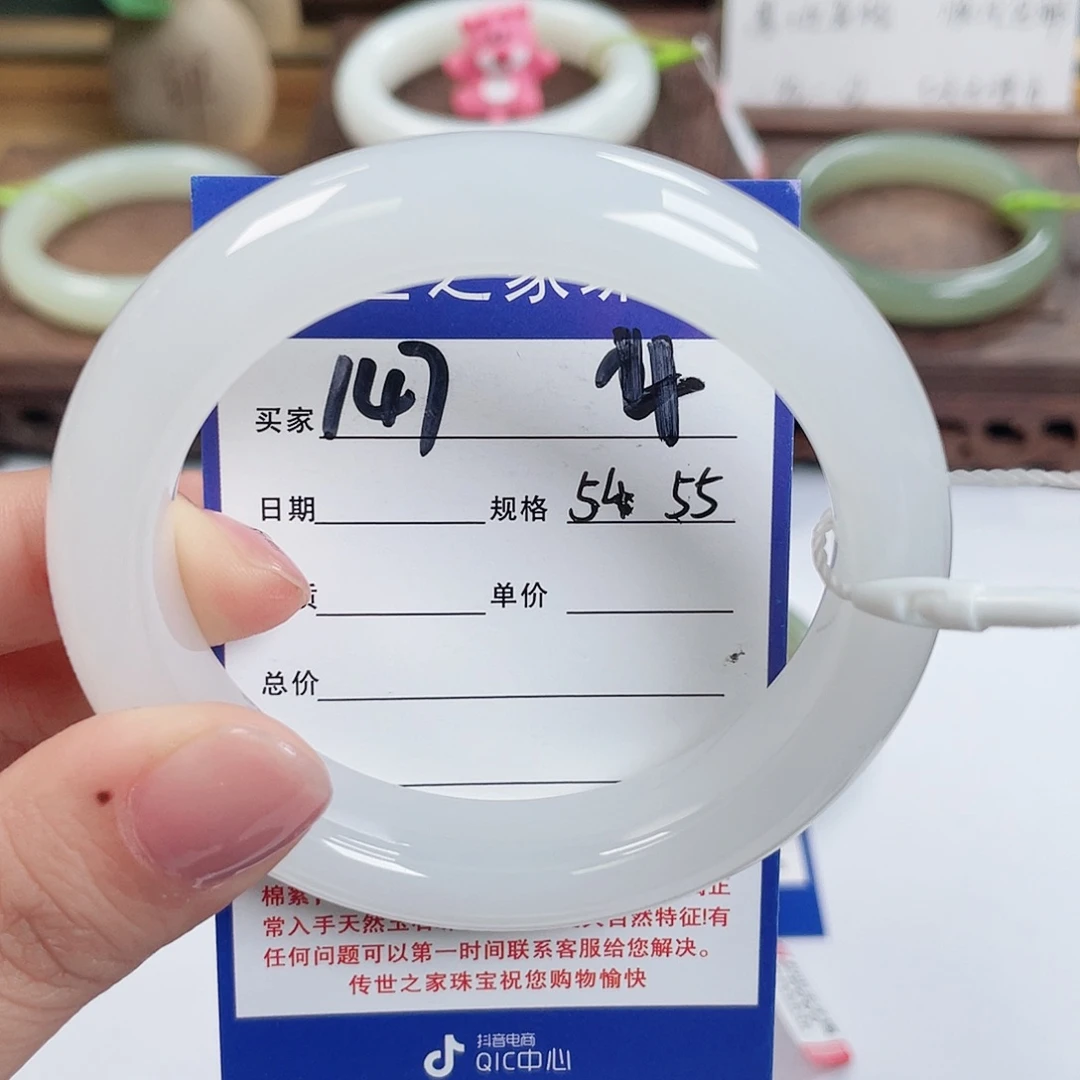 之家
买家 147
日期 规格 54 55
单价
总价
常入手天然玉石 自然特征!有
任何问题可以第一时间联系客服给您解决。
传世之家珠宝祝您购物愉快
抖音电商
QIC中心